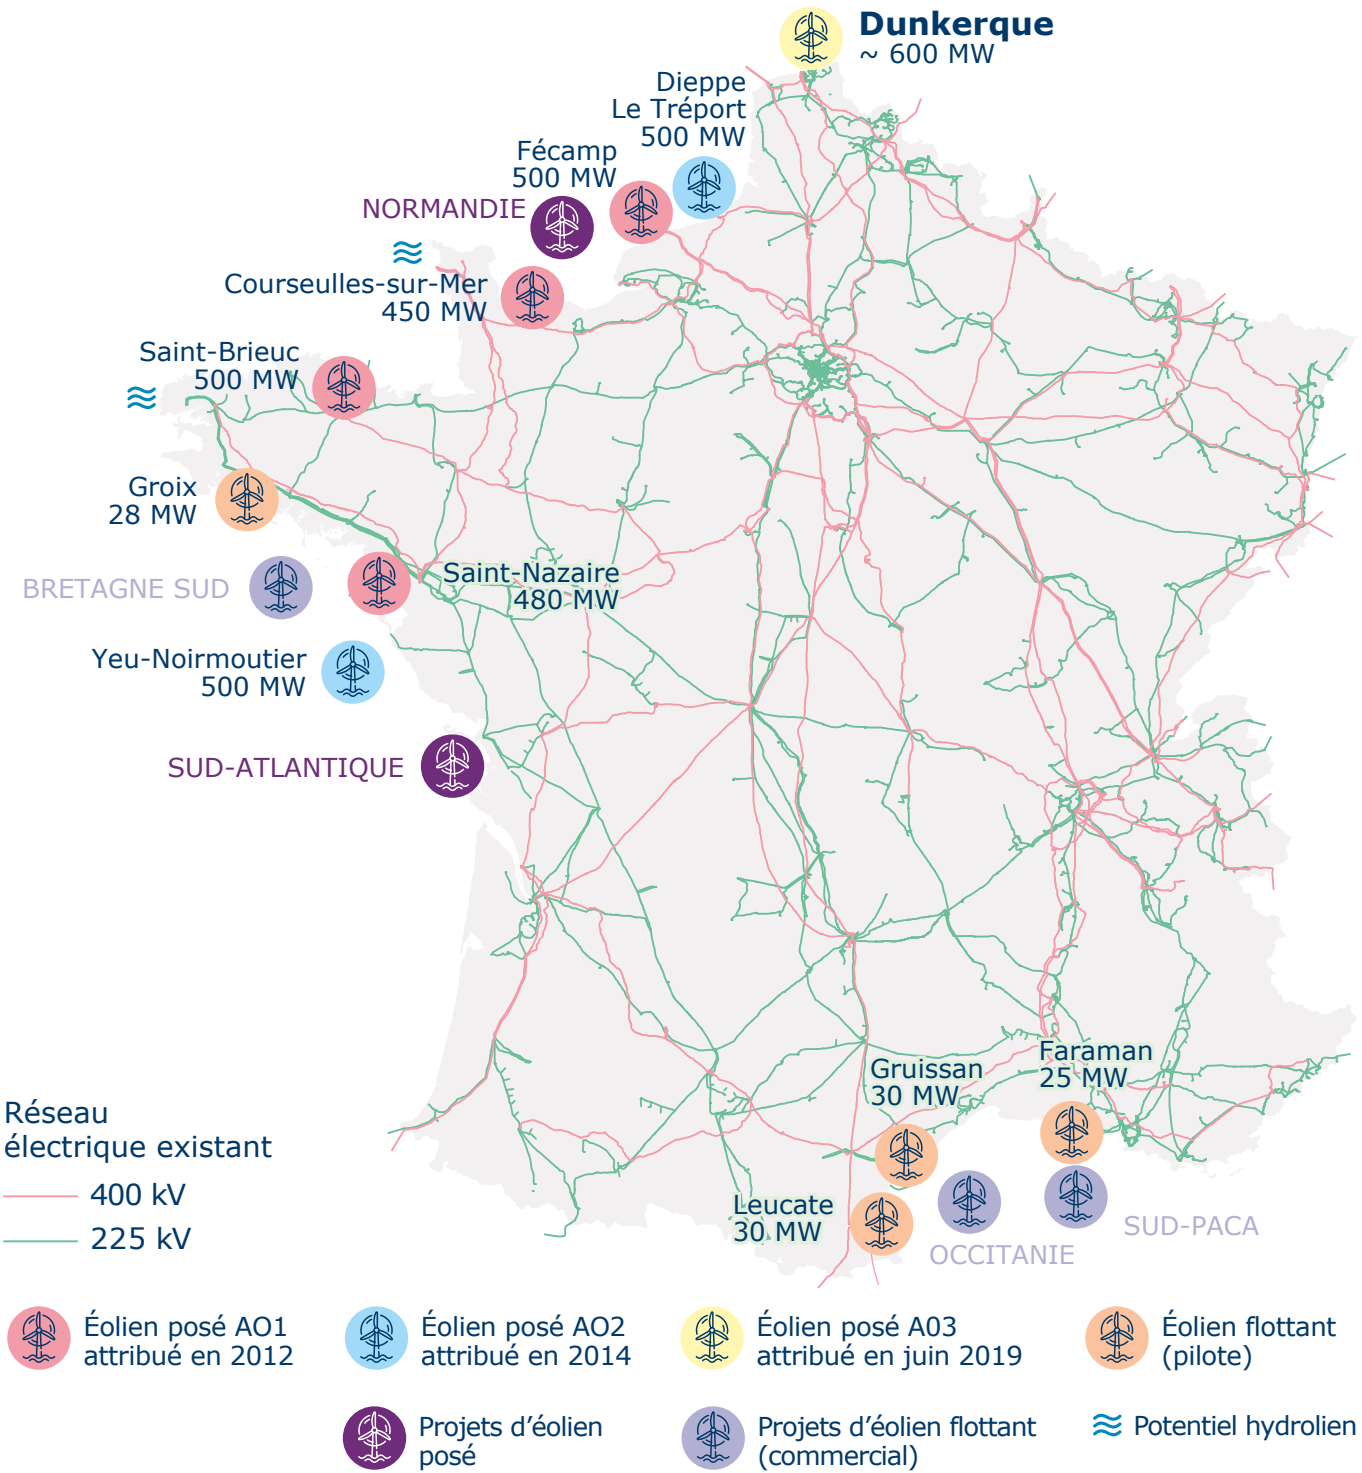 Dunkerque
~ 600 MW
Dieppe
Le Tréport
500 MW
Fécamp
500 MW
NORMANDIE
Courseulles-sur-Mer
450 MW
Saint-Brieuc
500 MW
Groix
28 MW
BRETAGNE SUD
Saint-Nazaire
480 MW
Yeu-Noirmoutier
500 MW
SUD-ATLANTIQUE
Faraman
25 MW
Gruissan
30 MW
Leucate
30 MW
OCCITANIE
SUD-PACA
Réseau
électrique existant
400 kV
225 kV
Éolien posé AO1
attribué en 2012
Éolien posé AO2
attribué en 2014
Éolien posé A03
attribué en juin 2019
Éolien flottant
(pilote)
Projets d’éolien
posé
Projets d’éolien flottant
(commercial)
Potentiel hydrolien